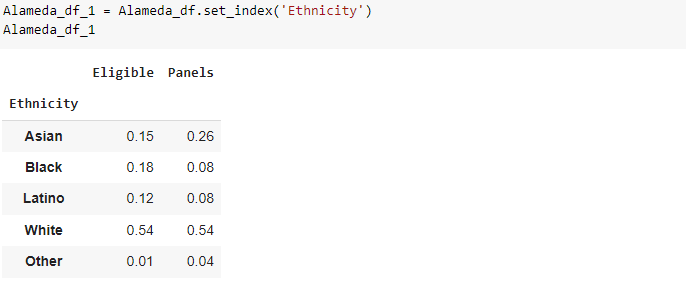 Alameda_df_1 = Alameda_df.set_index('Ethnicity')
Alameda_df_1
Eligible Panels
Ethnicity
Asian 0.15 0.26
Black 0.18 0.08
Latino 0.12 0.08
White 0.54 0.54
Other 0.01 0.04